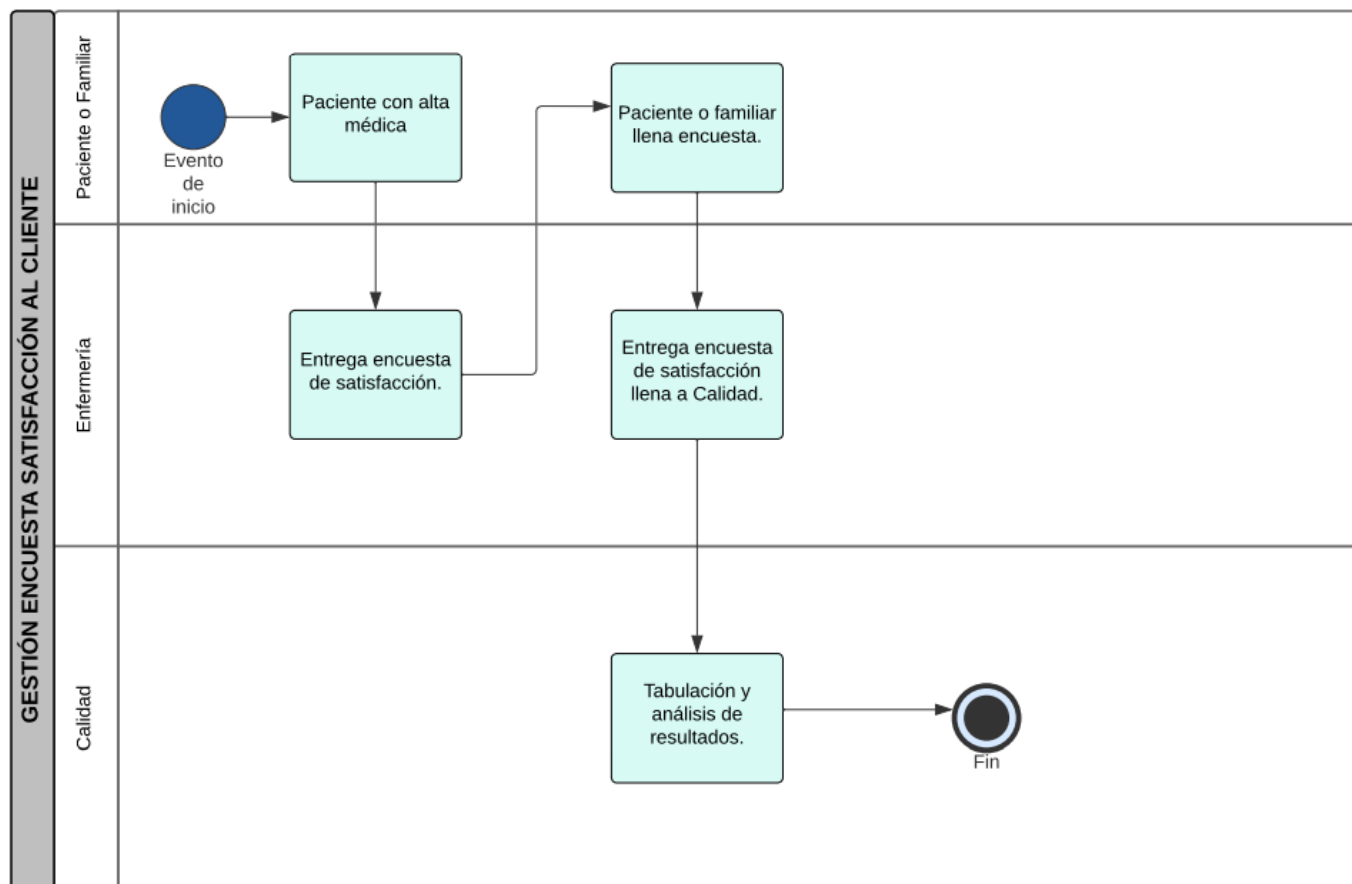 GESTIÓN ENCUESTA SATISFACCIÓN AL CLIENTE
Paciente o Familiar
Evento
de
inicio
Paciente con alta
médica
Paciente o familiar
llena encuesta.
Enfermería
Entrega encuesta
de satisfacción.
Entrega encuesta
de satisfacción
llena a Calidad.
Calidad
Tabulación y
análisis de
resultados.
Fin